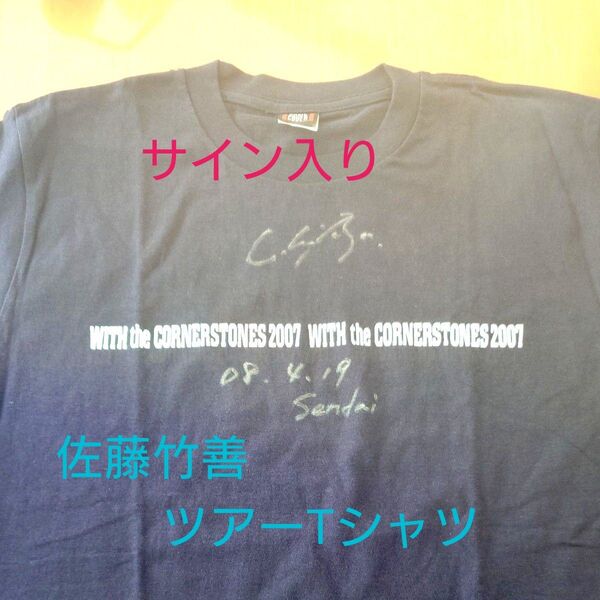 サイン入り
WITH the CORNERSTONES 2007 WITH the CORNERSTONES 2007
08.4.19
Sendai
佐藤竹善
ツアーTシャツ